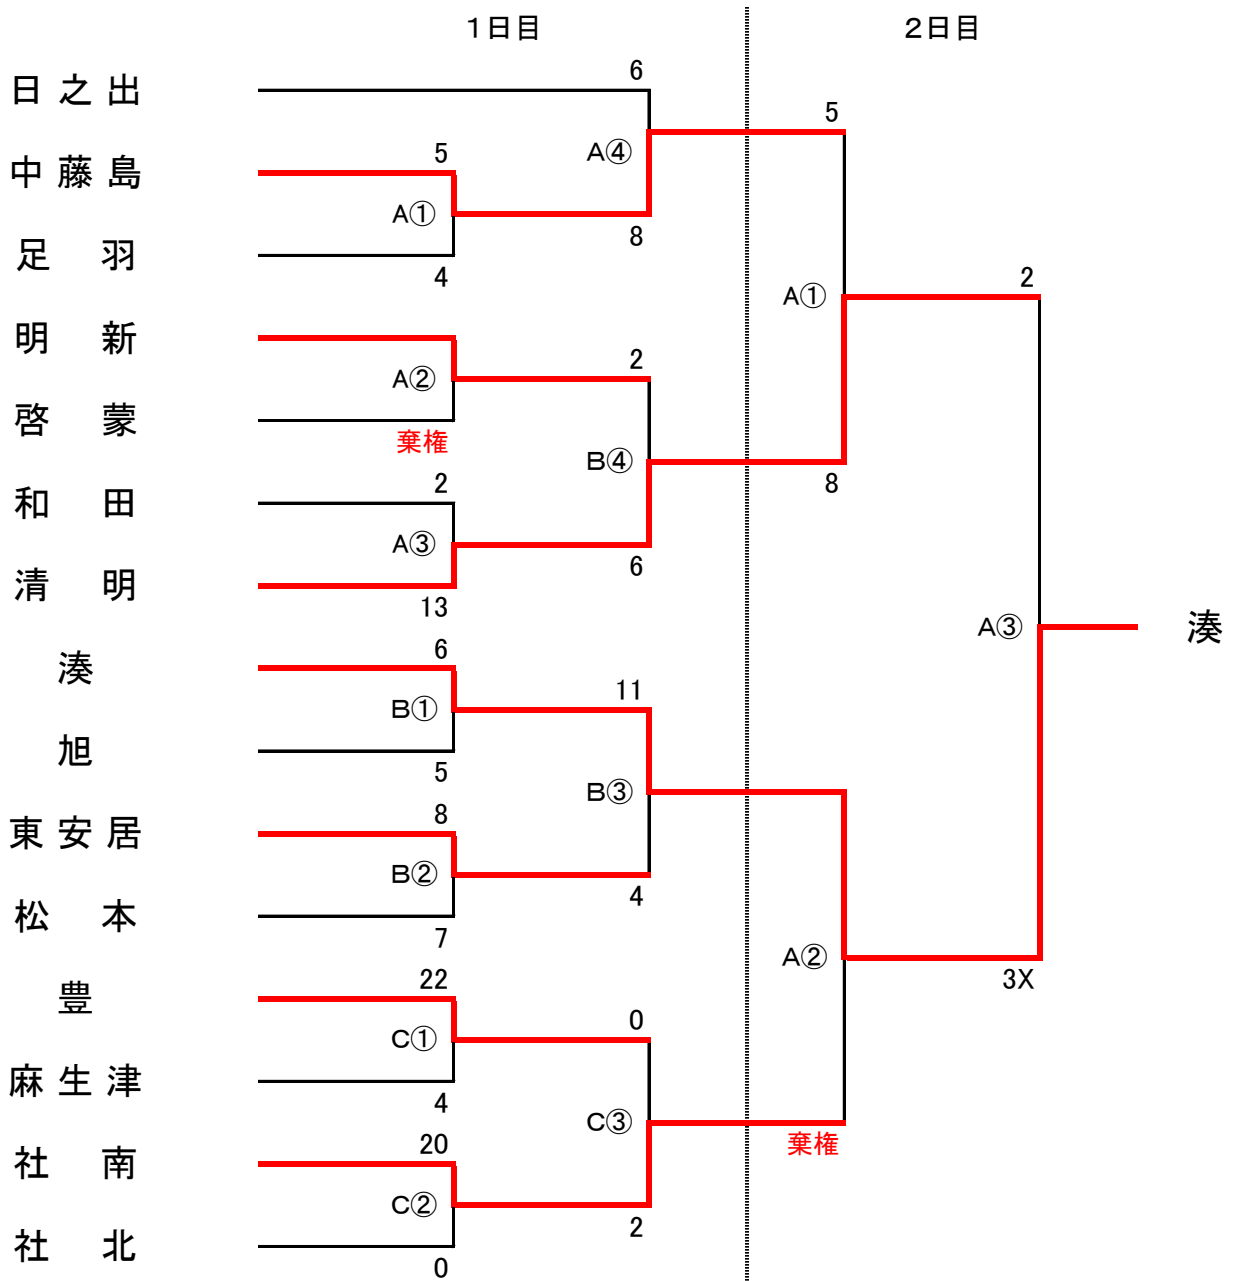 １日目
２日目
日之出
6
5
中藤島
5
A④
A①
8
足羽
4
A①
2
明新
A②
2
啓蒙
棄権
B④
8
和田
2
A③
6
清明
13
A③
湊
湊
6
11
B①
旭
5
B③
東安居
8
B②
4
松本
7
A②
3X
豊
22
0
C①
麻生津
4
C③
棄権
社南
20
C②
2
社北
0